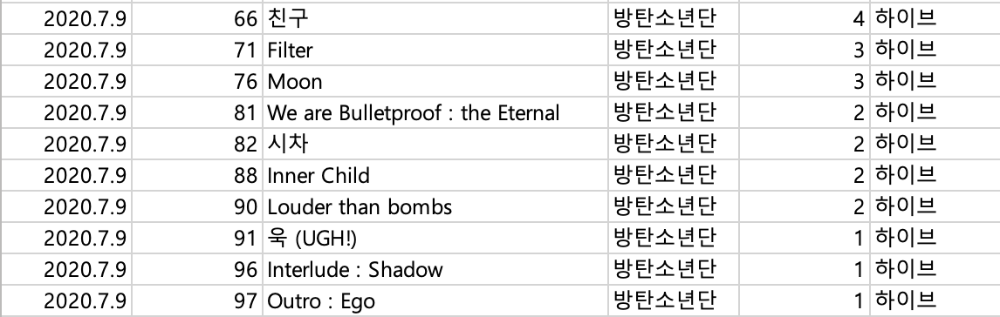 2020.7.9 66 친구 방탄소년단 4 하이브
2020.7.9 71 Filter 방탄소년단 3 하이브
2020.7.9 76 Moon 방탄소년단 3 하이브
2020.7.9 81 We are Bulletproof : the Eternal 방탄소년단 2 하이브
2020.7.9 82 시차 방탄소년단 2 하이브
2020.7.9 88 Inner Child 방탄소년단 2 하이브
2020.7.9 90 Louder than bombs 방탄소년단 2 하이브
2020.7.9 91 욱 (UGH!) 방탄소년단 1 하이브
2020.7.9 96 Interlude : Shadow 방탄소년단 1 하이브
2020.7.9 97 Outro : Ego 방탄소년단 1 하이브